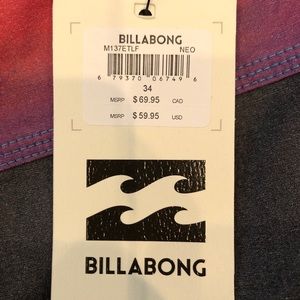 BILLABONG
M137ETLF NEO
6 79370 06749 6
34
MSRP $69.95 CAD
MSRP $59.95 USD
BILLABONG